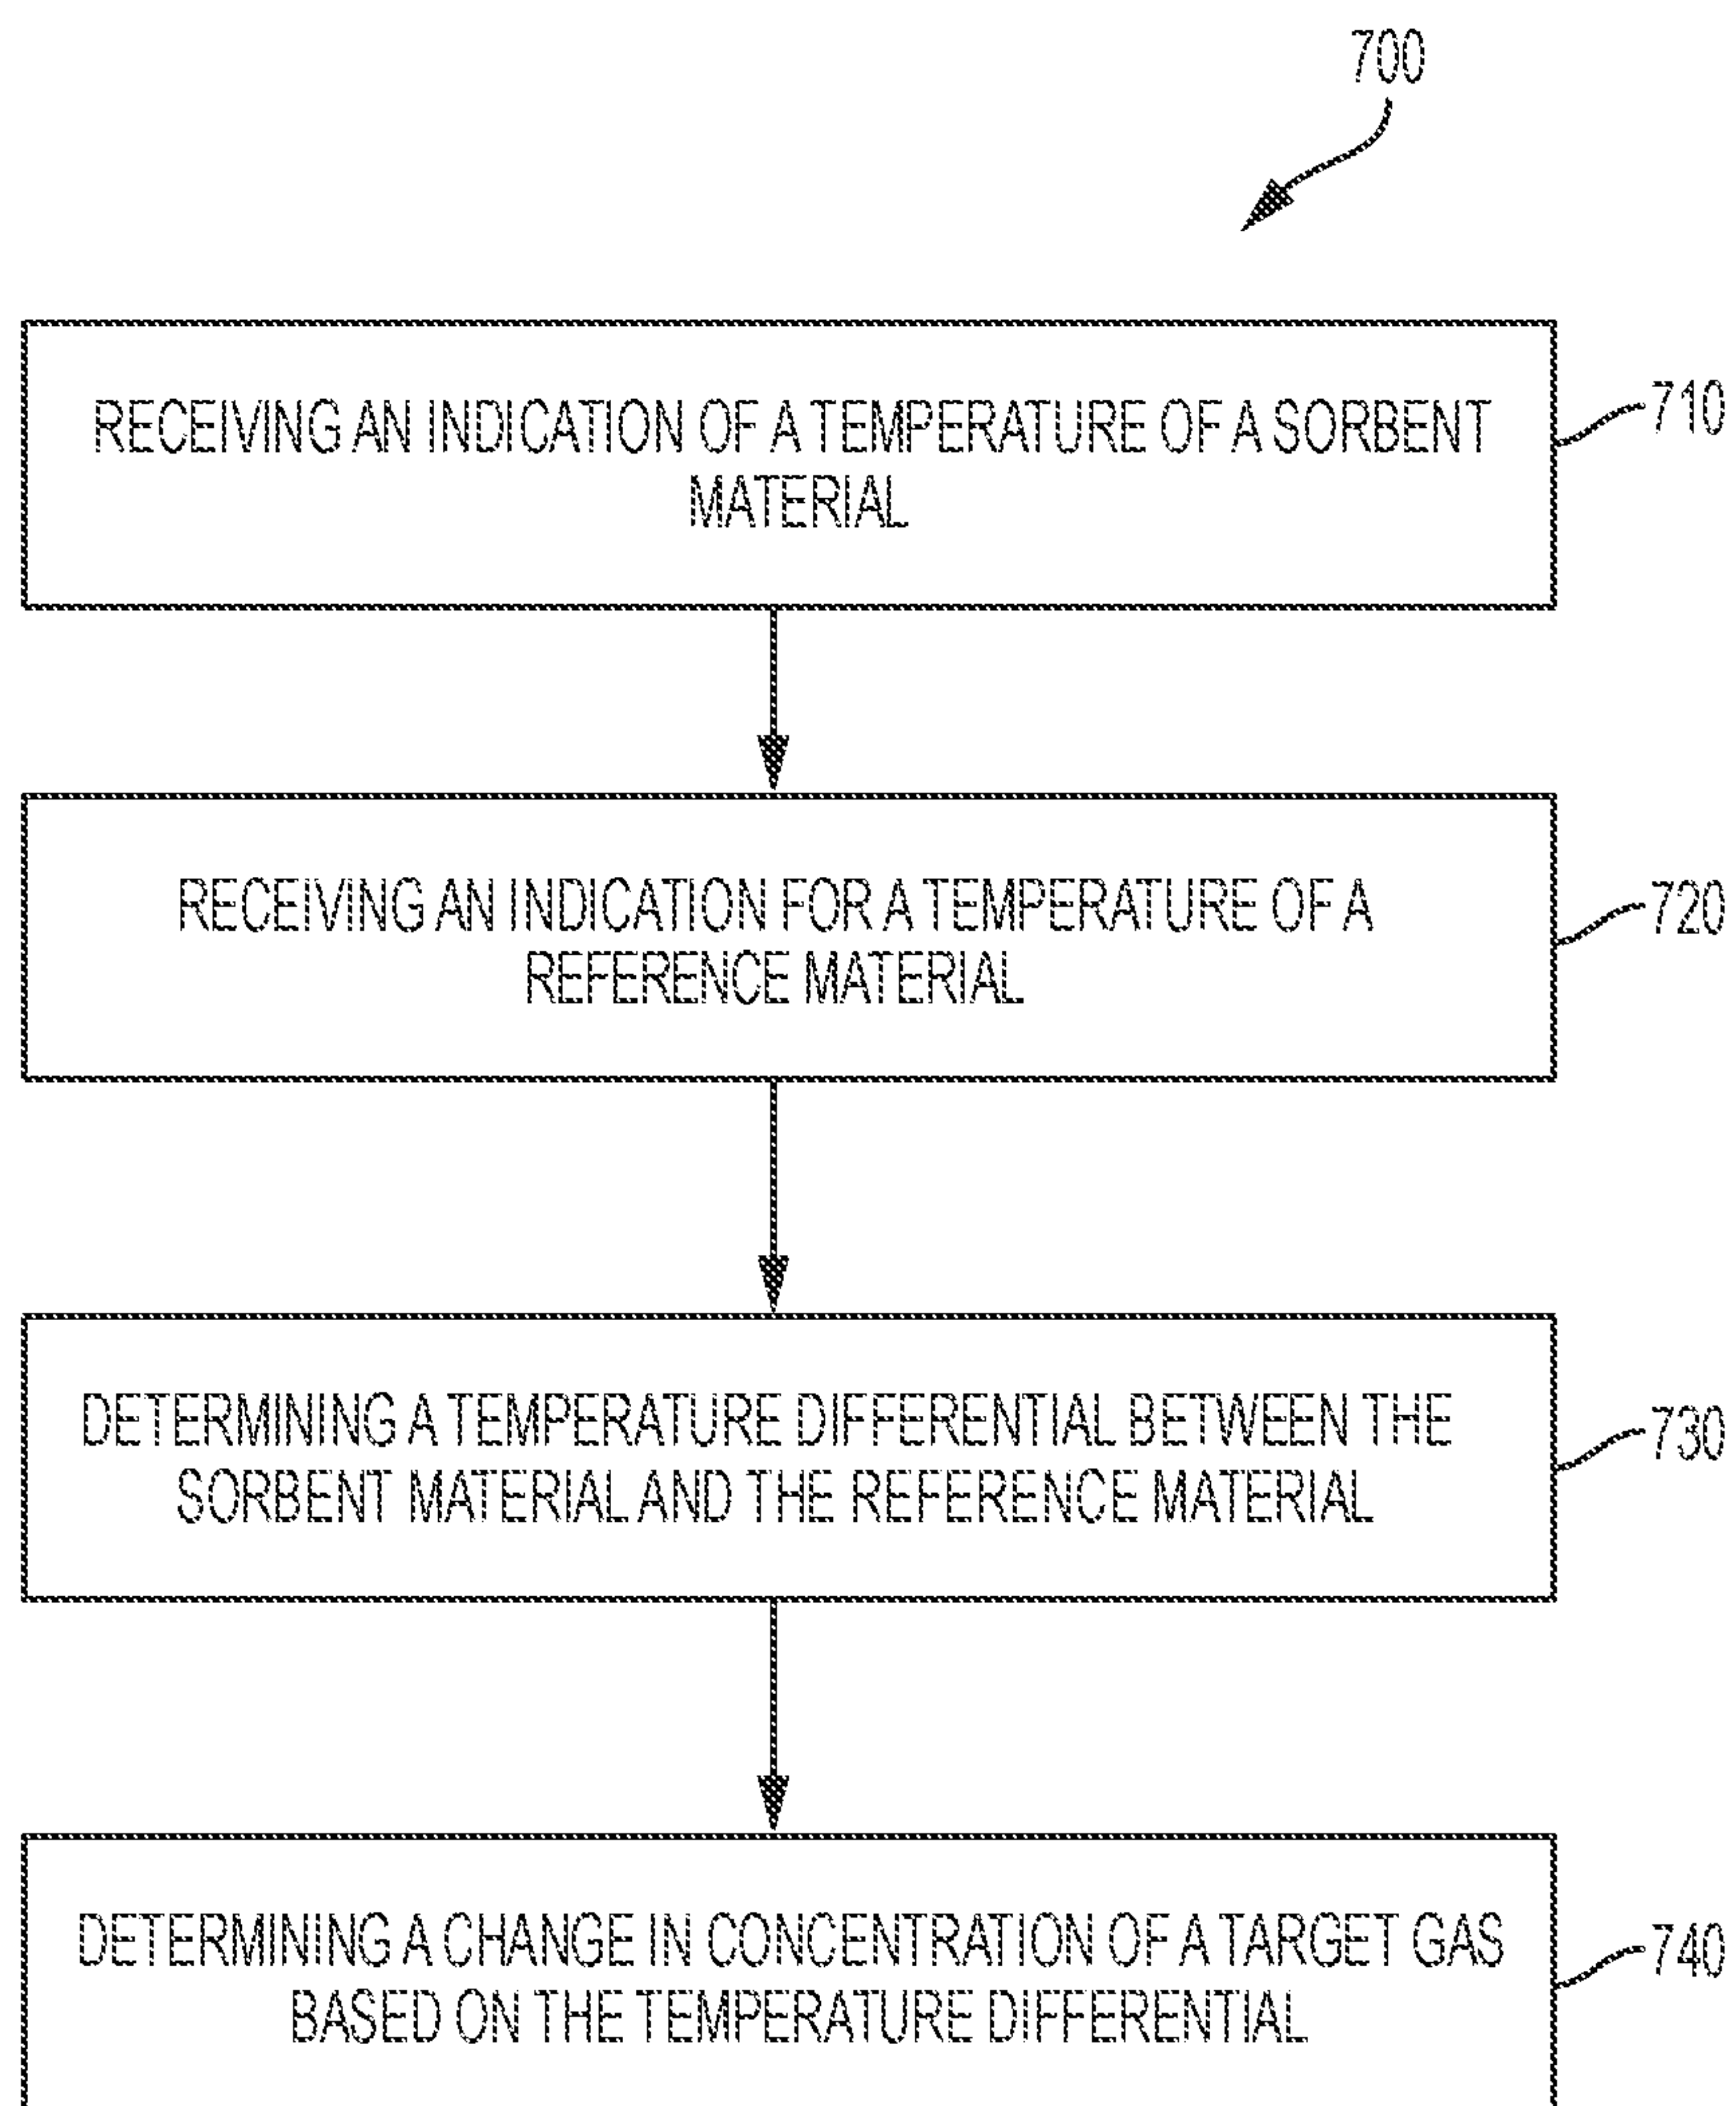 700
RECEIVING AN INDICATION OF A TEMPERATURE OF A SORBENT
MATERIAL
710
RECEIVING AN INDICATION FOR A TEMPERATURE OF A
REFERENCE MATERIAL
720
DETERMINING A TEMPERATURE DIFFERENTIAL BETWEEN THE
SORBENT MATERIAL AND THE REFERENCE MATERIAL
730
DETERMINING A CHANGE IN CONCENTRATION OF A TARGET GAS
BASED ON THE TEMPERATURE DIFFERENTIAL
740